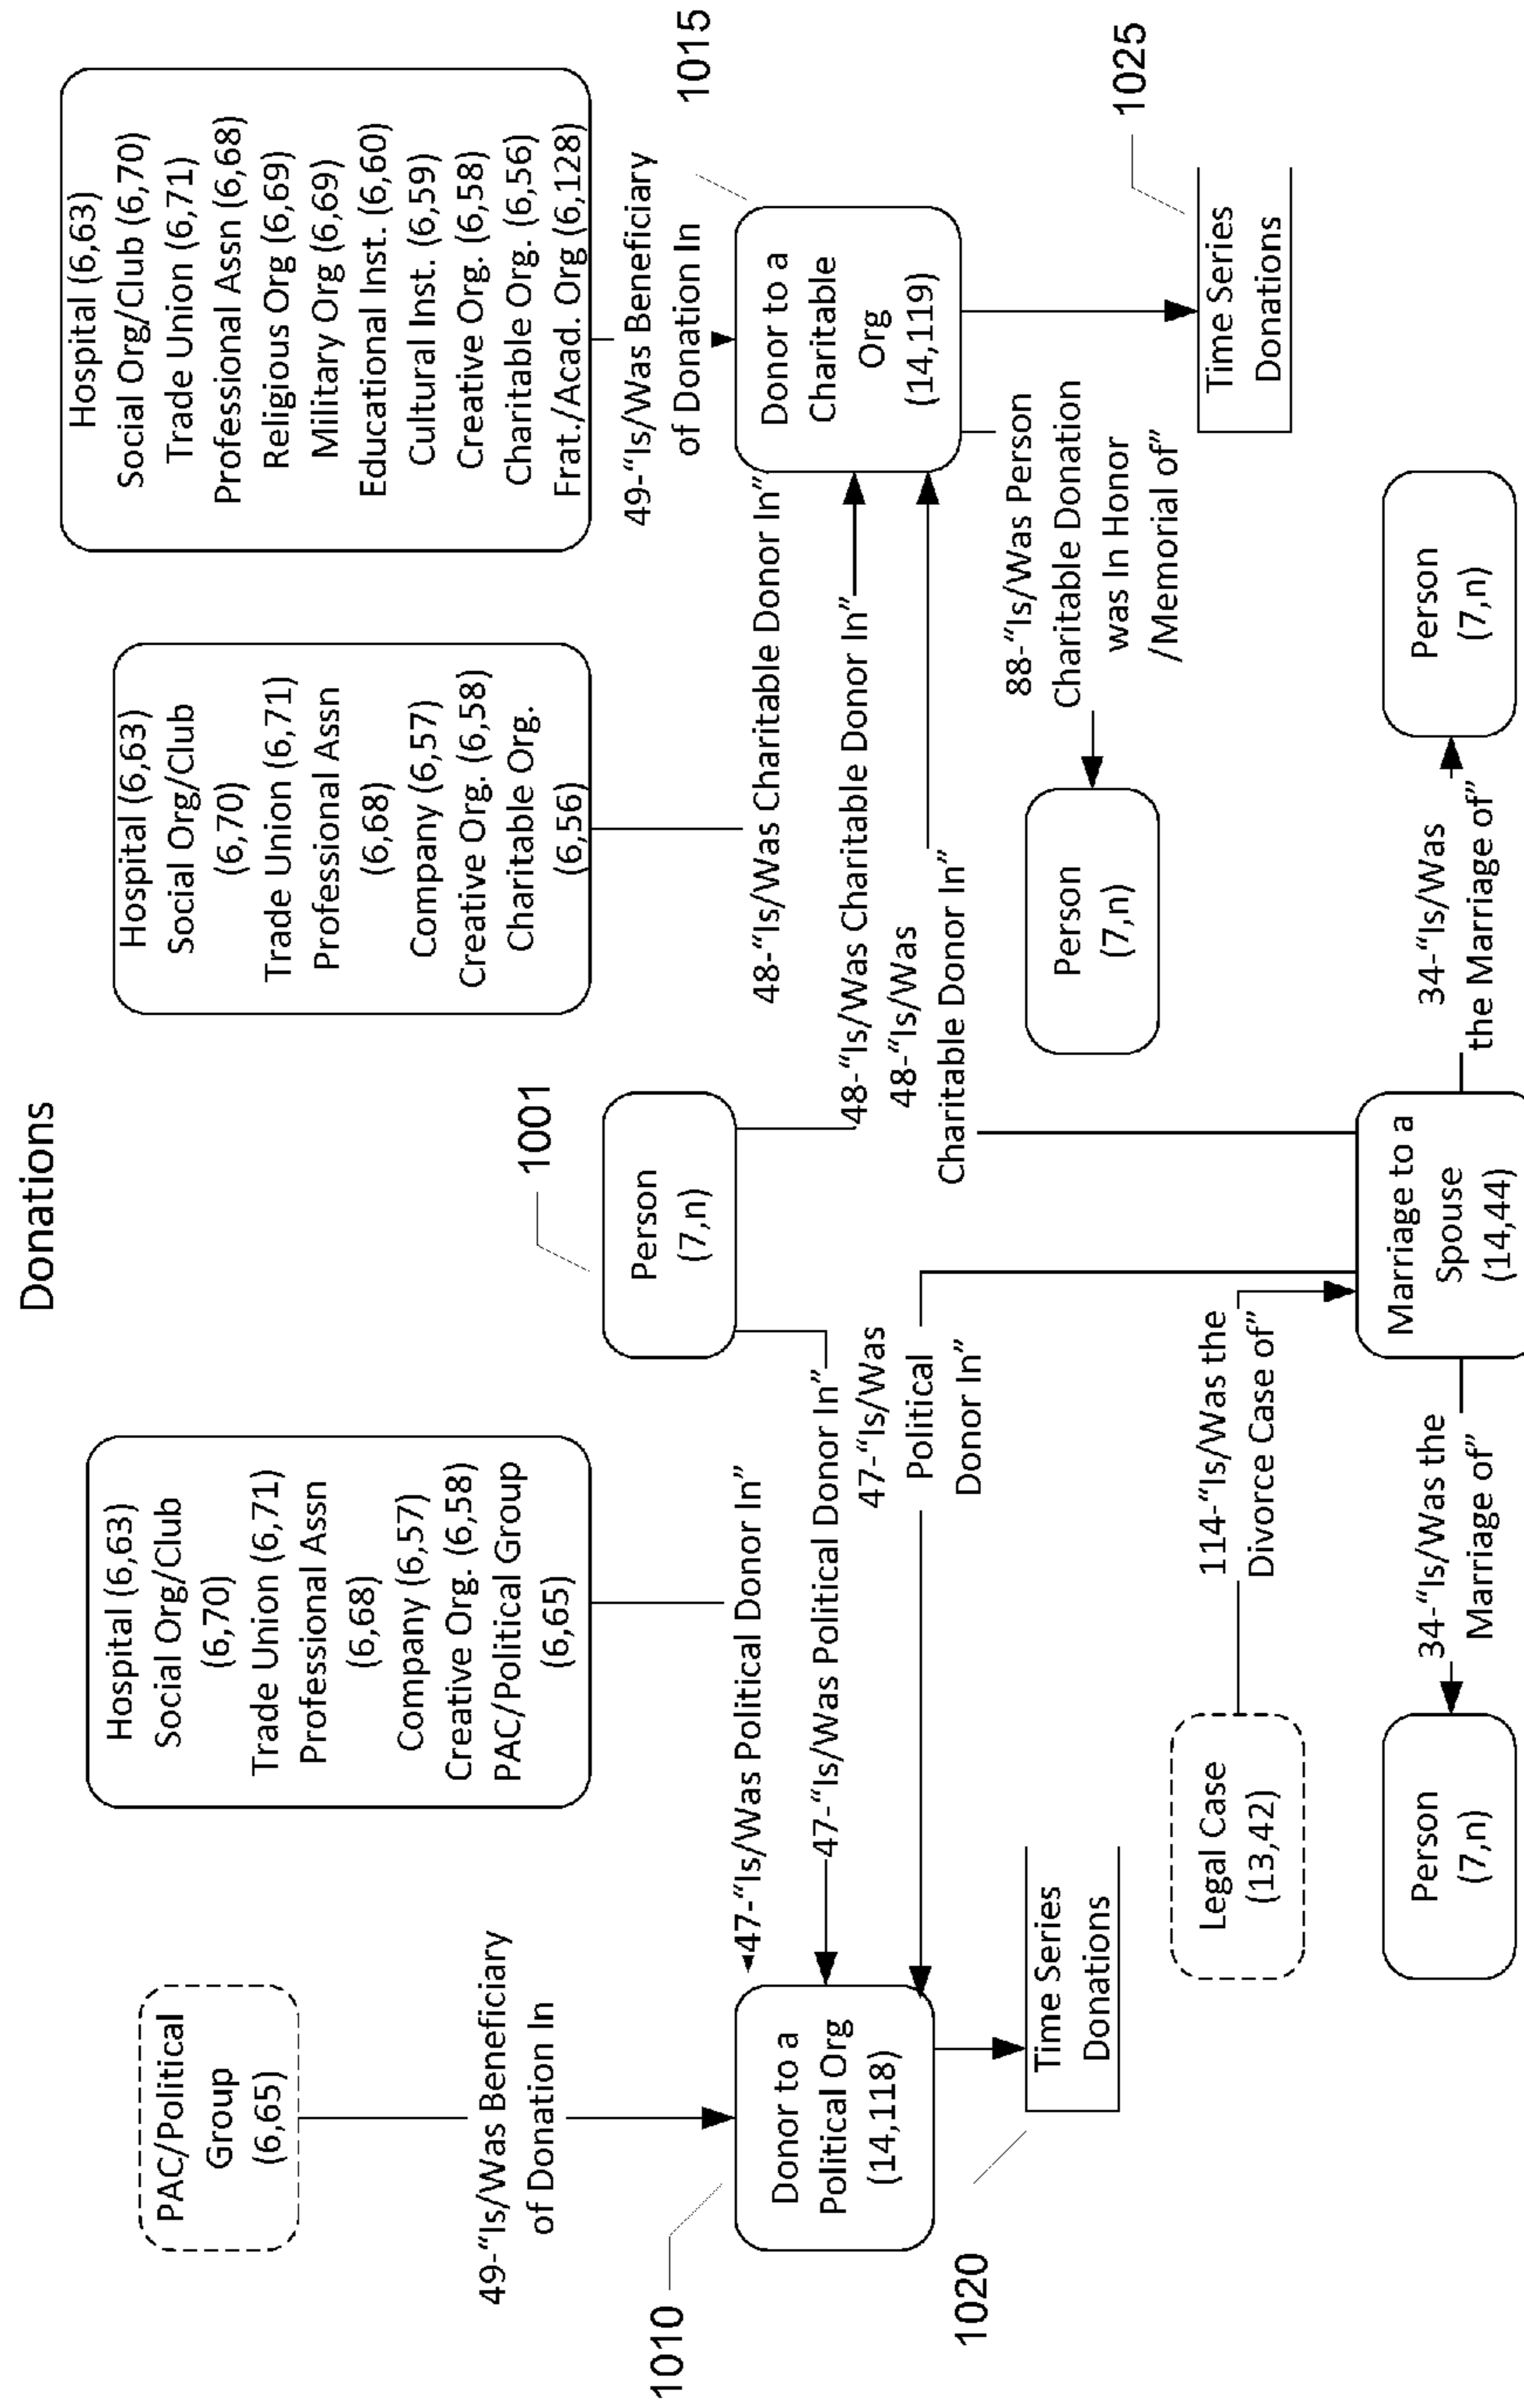 Donations
PAC/Political
Group
(6,65)
Hospital (6,63)
Social Org/Club
(6,70)
Trade Union (6,71)
Professional Assn
(6,68)
Company (6,57)
Creative Org. (6,58)
PAC/Political Group
(6,65)
Hospital (6,63)
Social Org/Club
(6,70)
Trade Union (6,71)
Professional Assn
(6,68)
Company (6,57)
Creative Org. (6,58)
Charitable Org.
(6,56)
Hospital (6,63)
Social Org/Club (6,70)
Trade Union (6,71)
Professional Assn (6,68)
Religious Org (6,69)
Military Org (6,69)
Educational Inst. (6,60)
Cultural Inst. (6,59)
Creative Org. (6,58)
Charitable Org. (6,56)
Frat./Acad. Org (6,128)
49-“Is/Was Beneficiary
of Donation In
1001
Person
(7,n)
49-“Is/Was Beneficiary
of Donation In
1015
1010
Donor to a
Political Org
(14,118)
47-“Is/Was Political Donor In”
47-“Is/Was Political Donor In”
47-“Is/Was
Political
Donor In”
48-“Is/Was Charitable Donor In”
48-“Is/Was Charitable Donor In”
48-“Is/Was
Charitable Donor In”
Donor to a
Charitable
Org
(14,119)
1020
Time Series
Donations
88-“Is/Was Person
Charitable Donation
was In Honor
/Memorial of”
Person
(7,n)
1025
Time Series
Donations
Legal Case
(13,42)
114-“Is/Was the
Divorce Case of”
Person
(7,n)
34-“Is/Was the
Marriage of”
Marriage to a
Spouse
(14,44)
34-“Is/Was
the Marriage of”
Person
(7,n)